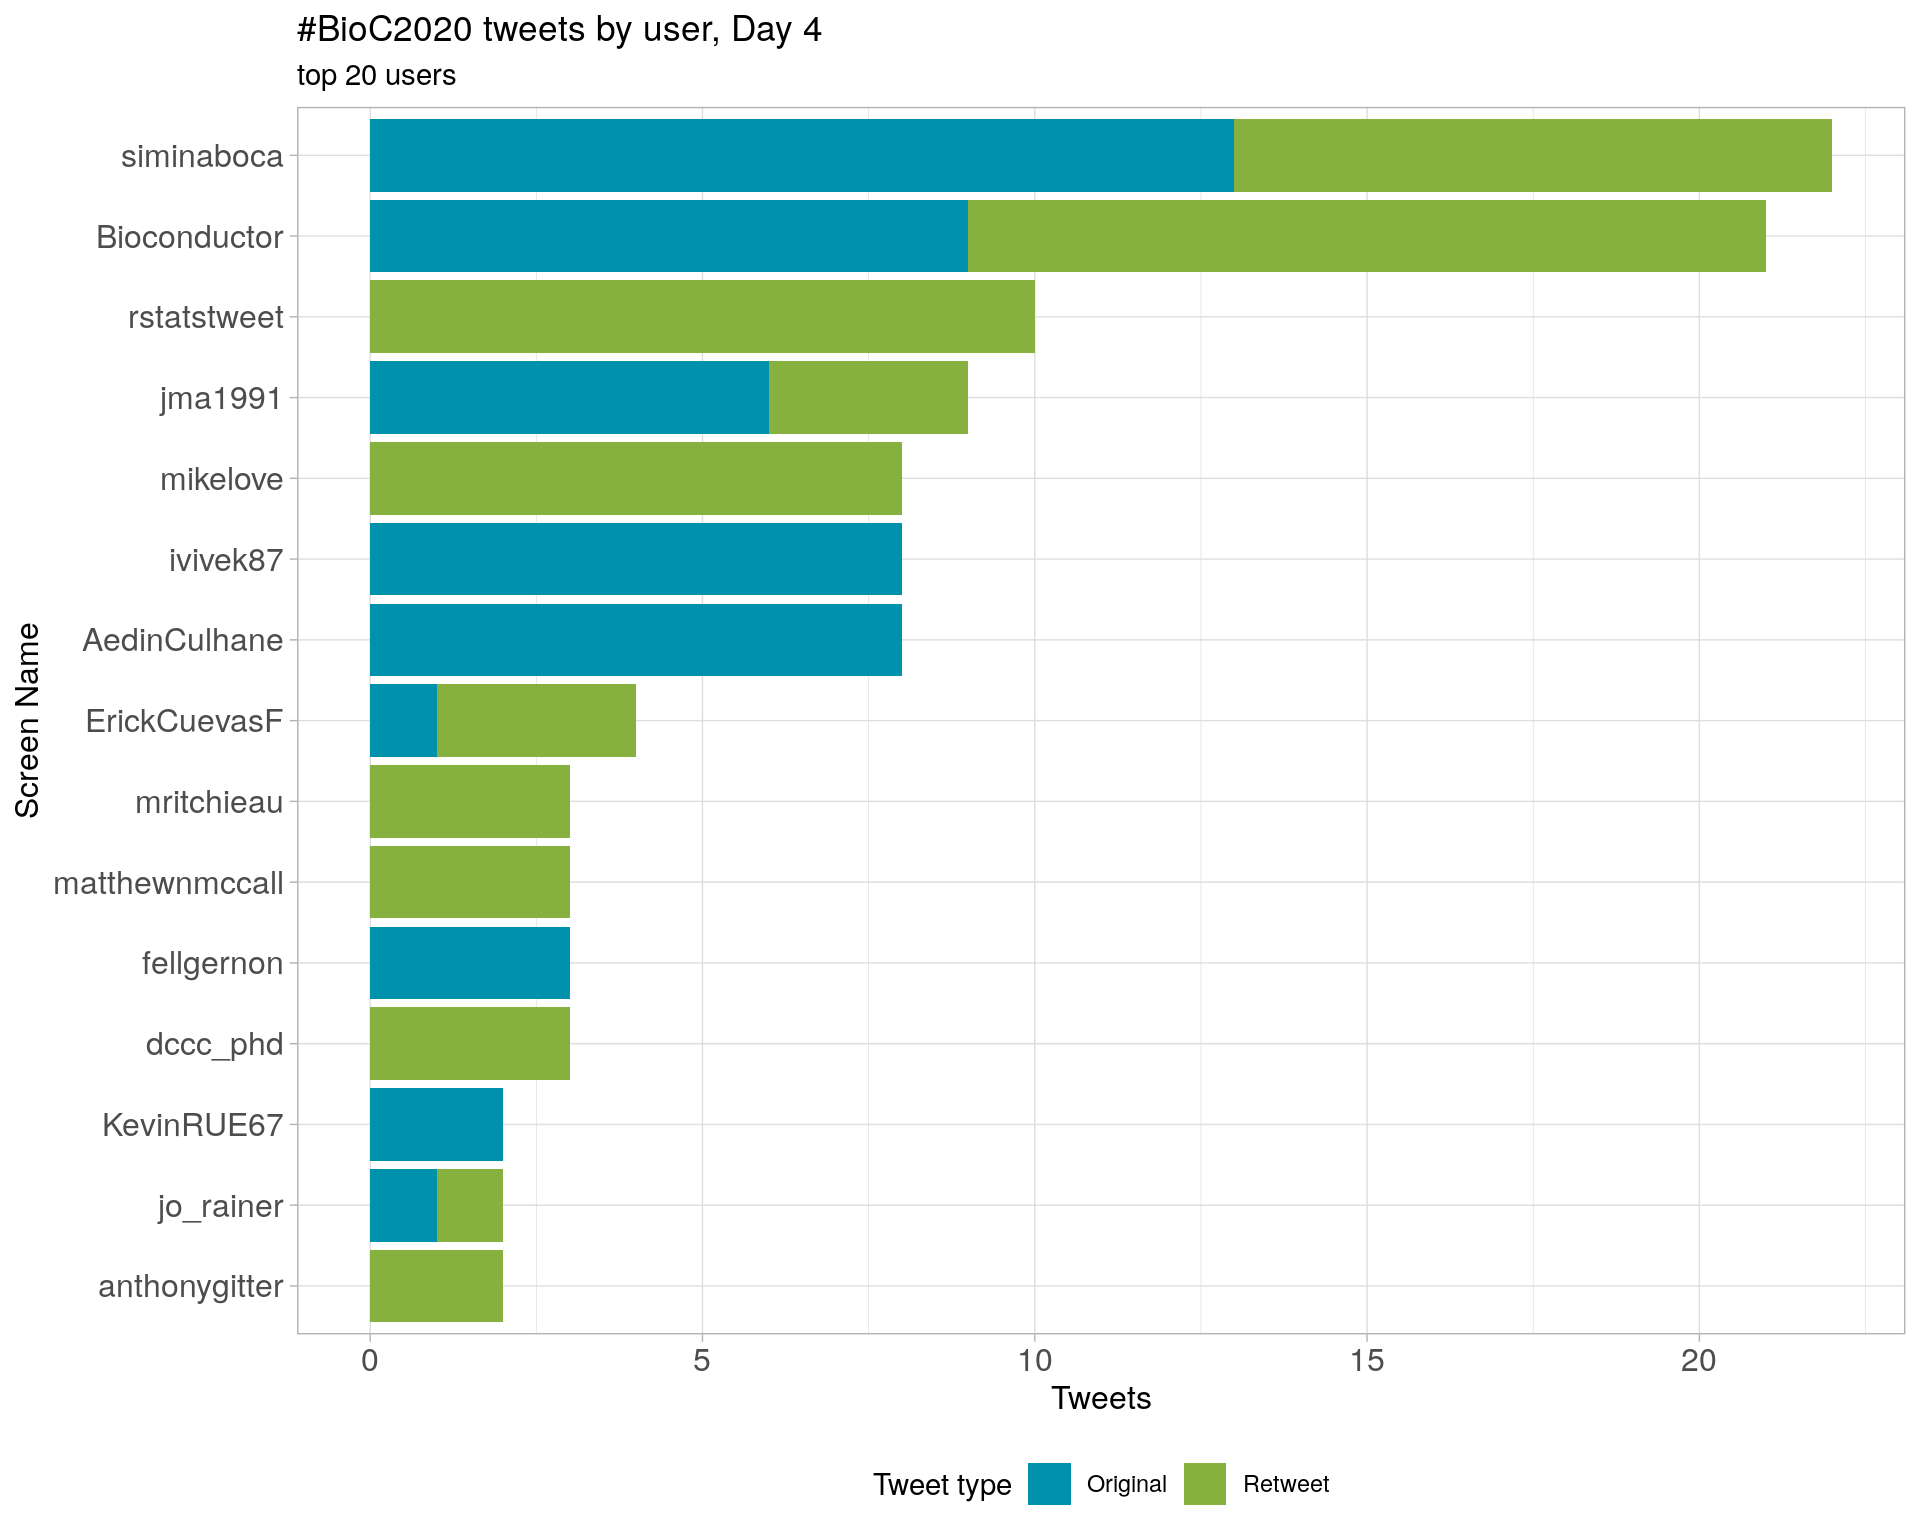 #BioC2020 tweets by user, Day 4
top 20 users
siminaboca
Bioconductor
rstatstweet
jma1991
mikelove
ivivek87
AedinCulhane
ErickCuevasF
mritchieau
matthewnmccall
fellgernon
dccc_phd
KevinRUE67
jo_rainer
anthonygitter
Screen Name
0 5 10 15 20
Tweets
Tweet type Original Retweet